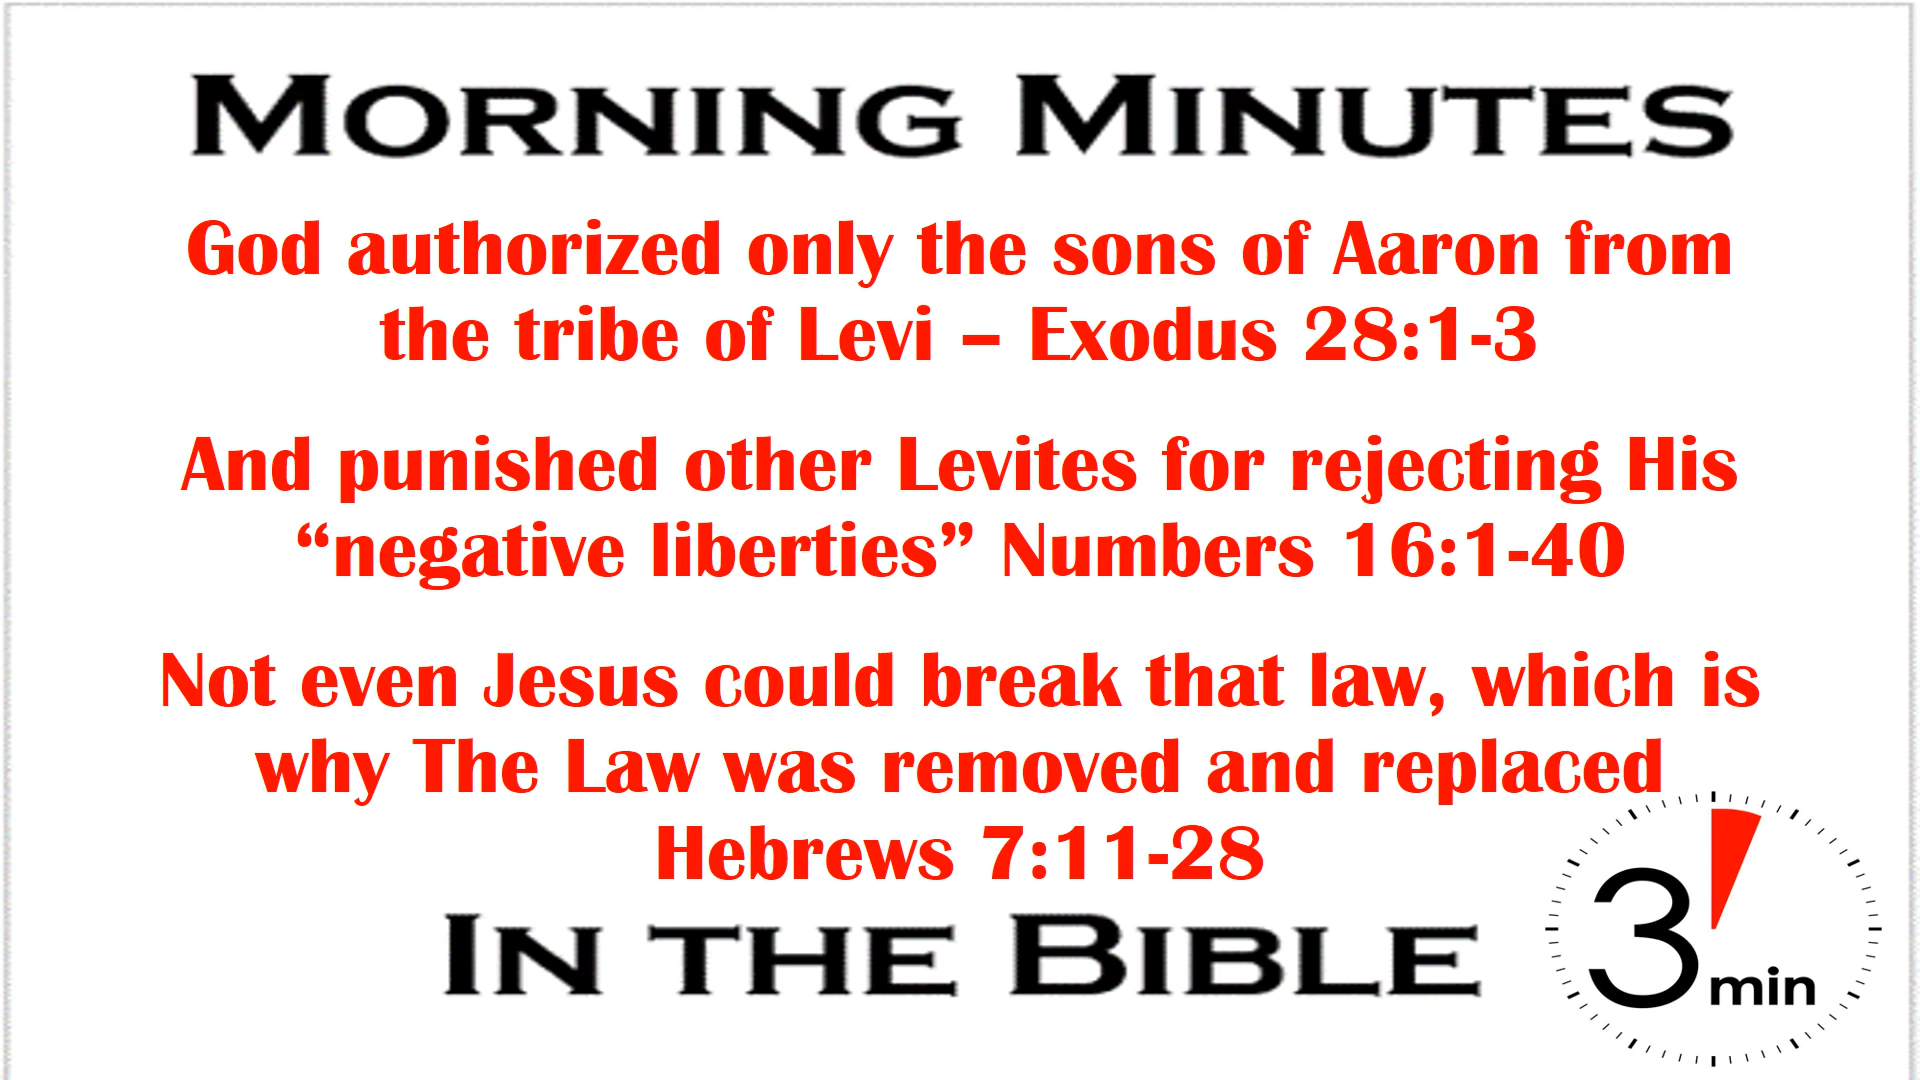 MORNING MINUTES
God authorized only the sons of Aaron from
the tribe of Levi – Exodus 28:1-3
And punished other Levites for rejecting His
“negative liberties” Numbers 16:1-40
Not even Jesus could break that law, which is
why The Law was removed and replaced
Hebrews 7:11-28
IN THE BIBLE
3 min